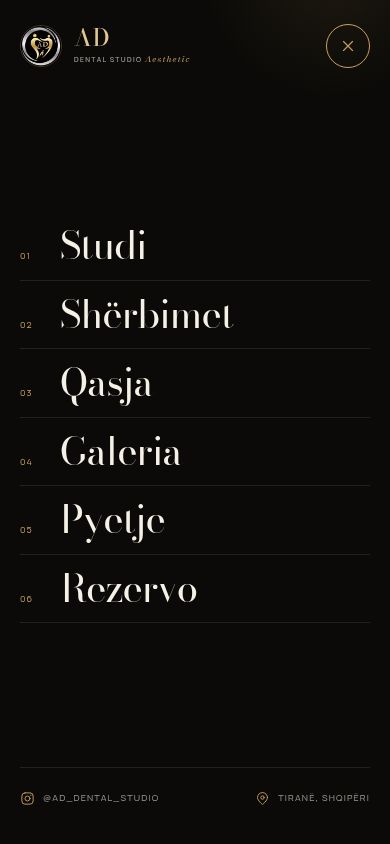 AD
DENTAL STUDIO Aesthetic
01 Studi
02 Shërbimet
03 Qasja
04 Galeria
05 Pyetje
06 Rezervo
@AD_DENTAL_STUDIO
TIRANË, SHQIPËRI